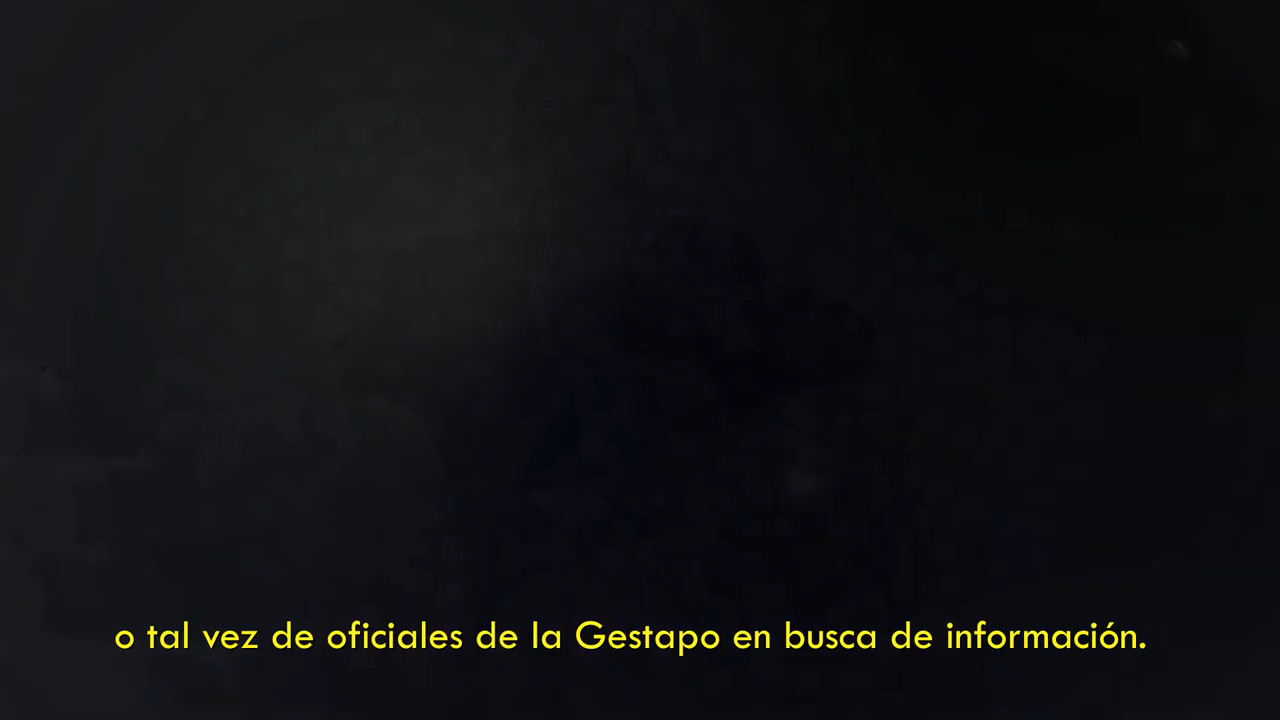 o tal vez de oficiales de la Gestapo en busca de información.